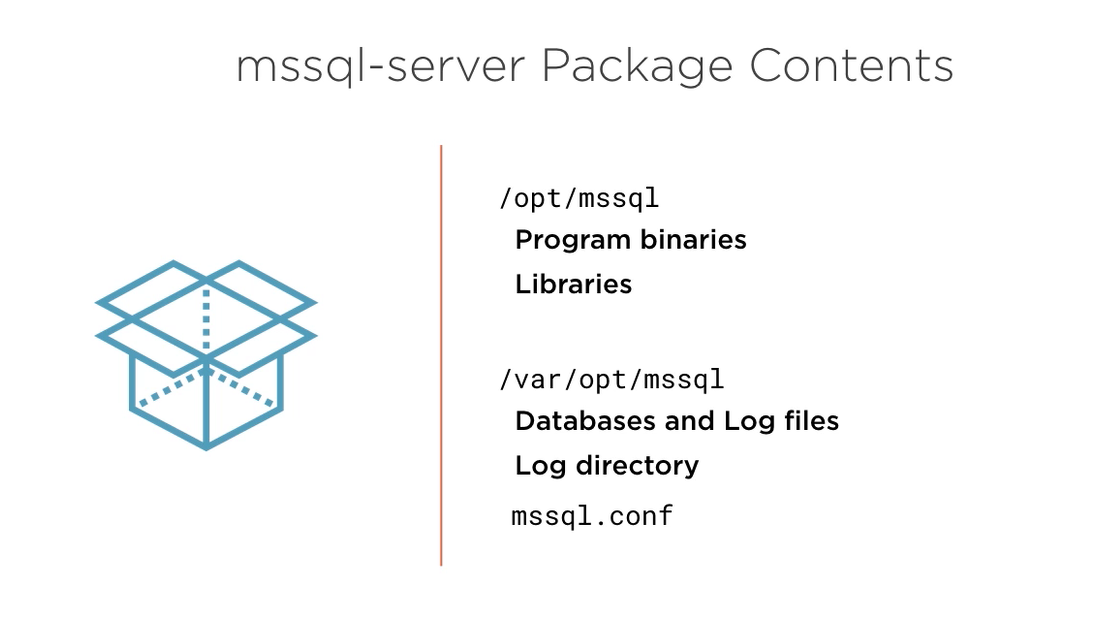 mssql-server Package Contents
/opt/mssql
Program binaries
Libraries
/var/opt/mssql
Databases and Log files
Log directory
mssql.conf